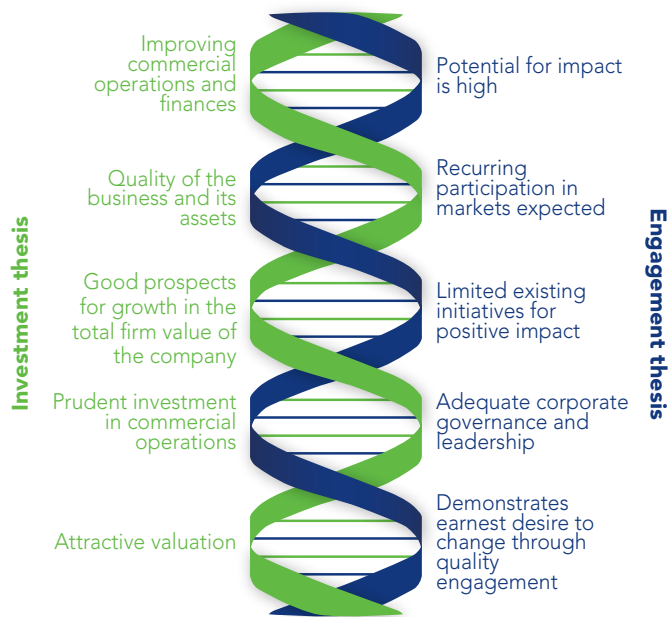 Investment thesis
Improving
commercial
operations and
finances
Quality of the
business and its
assets
Good prospects
for growth in the
total firm value of
the company
Prudent investment
in commercial
operations
Attractive valuation
Potential for impact
is high
Recurring
participation in
markets expected
Limited existing
initiatives for
positive impact
Adequate corporate
governance and
leadership
Demonstrates
earnest desire to
change through
quality
engagement
Engagement thesis